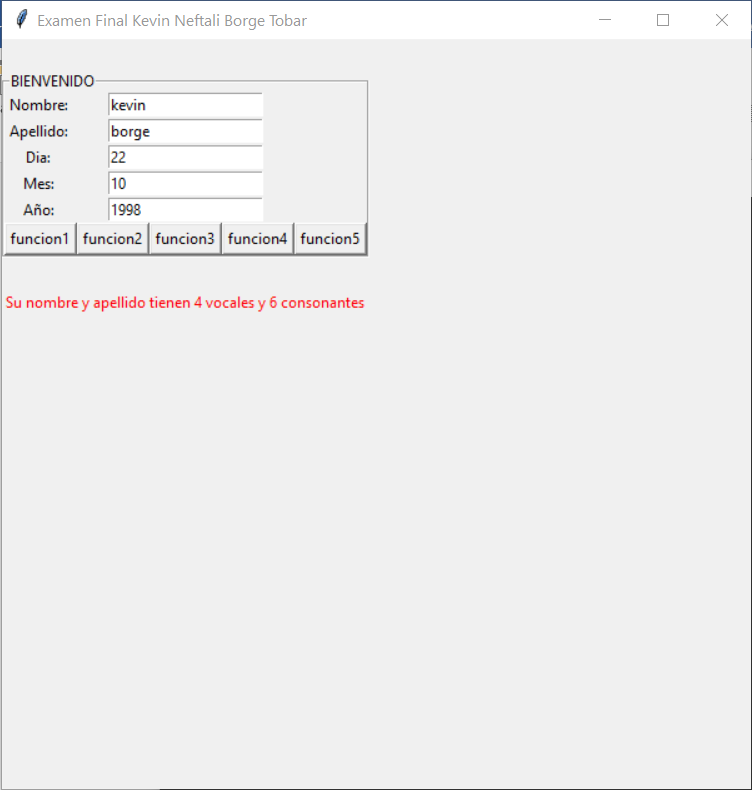 Examen Final Kevin Neftali Borge Tobar
BIENVENIDO
Nombre: kevin
Apellido: borge
Dia: 22
Mes: 10
Año: 1998
funcion1 funcion2 funcion3 funcion4 funcion5
Su nombre y apellido tienen 4 vocales y 6 consonantes